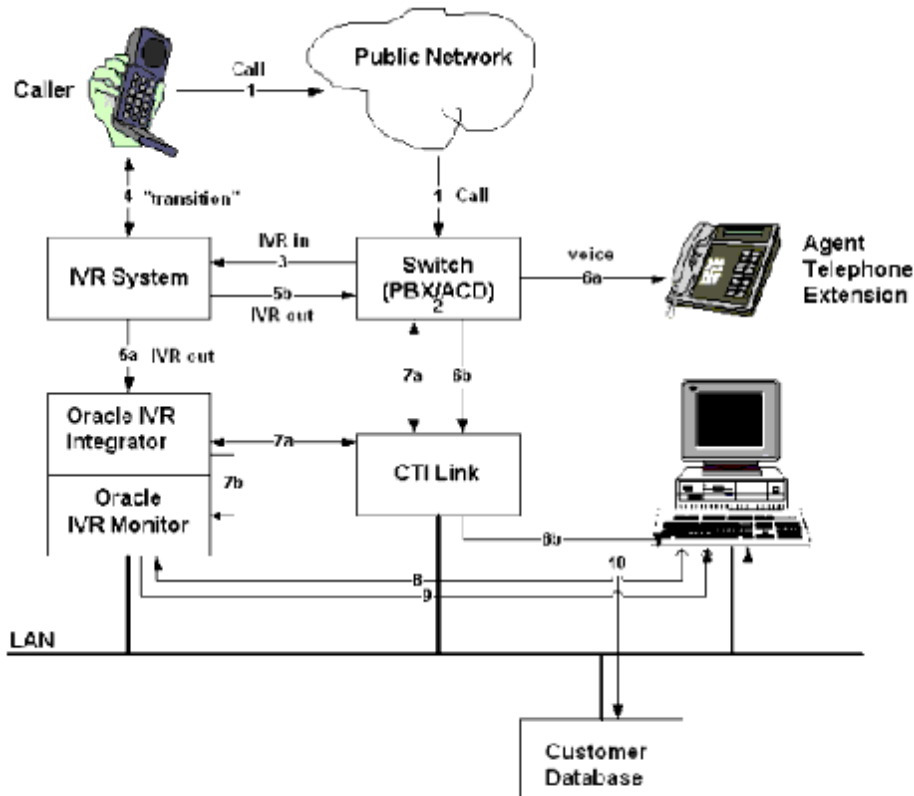 Public Network
Call
1
Caller
4 "transition"
1 Call
IVR in
3
IVR System
5b
IVR out
Switch
(PBX/ACD)
2
voice
6a
Agent
Telephone
Extension
5a IVR out
7a
6b
Oracle IVR
Integrator
7a
CTI Link
7b
Oracle
IVR Monitor
6b
8
10
9
LAN
Customer
Database